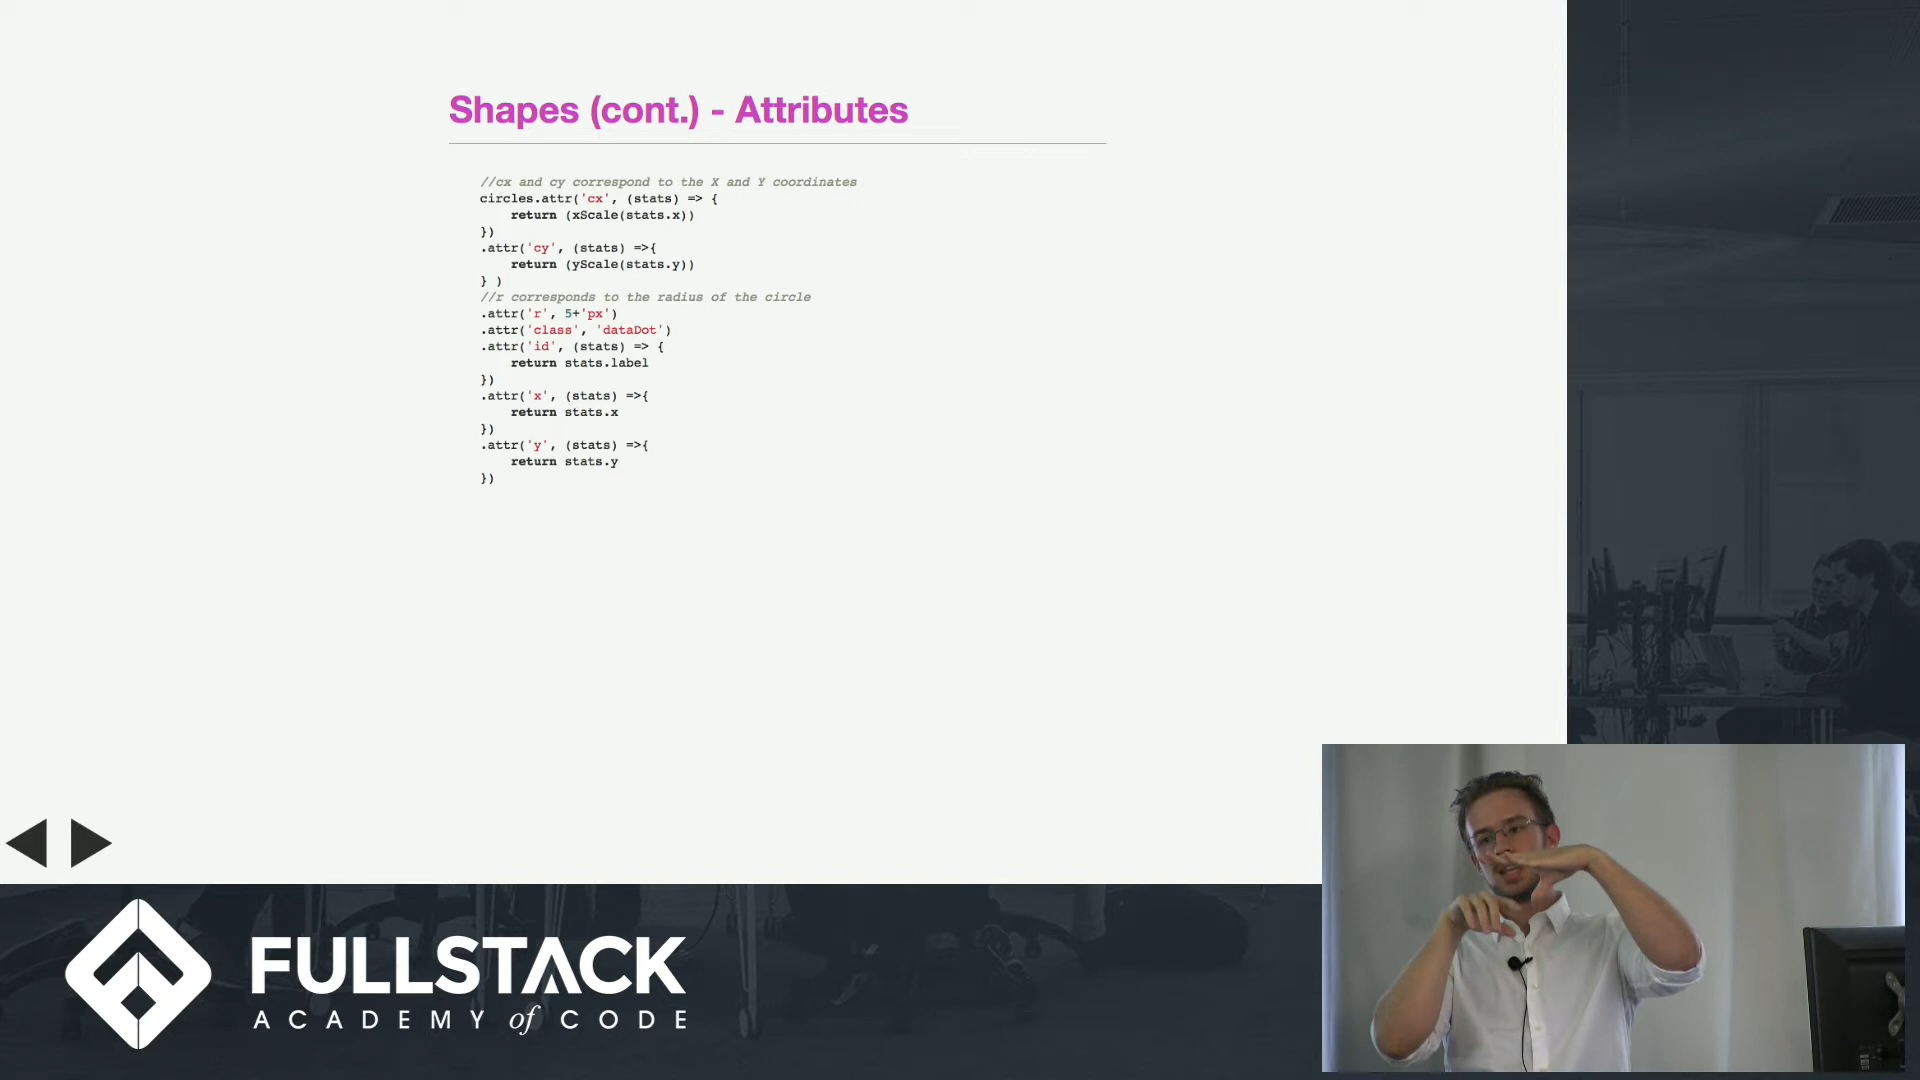 Shapes (cont.) - Attributes
//cx and cy correspond to the X and Y coordinates
circles.attr('cx', (stats) => {
    return (xScale(stats.x))
})
.attr('cy', (stats) =>{
    return (yScale(stats.y))
} )
//r corresponds to the radius of the circle
.attr('r', 5+'px')
.attr('class', 'dataDot')
.attr('id', (stats) => {
    return stats.label
})
.attr('x', (stats) =>{
    return stats.x
})
.attr('y', (stats) =>{
    return stats.y
})
FULLSTACK
ACADEMY of CODE